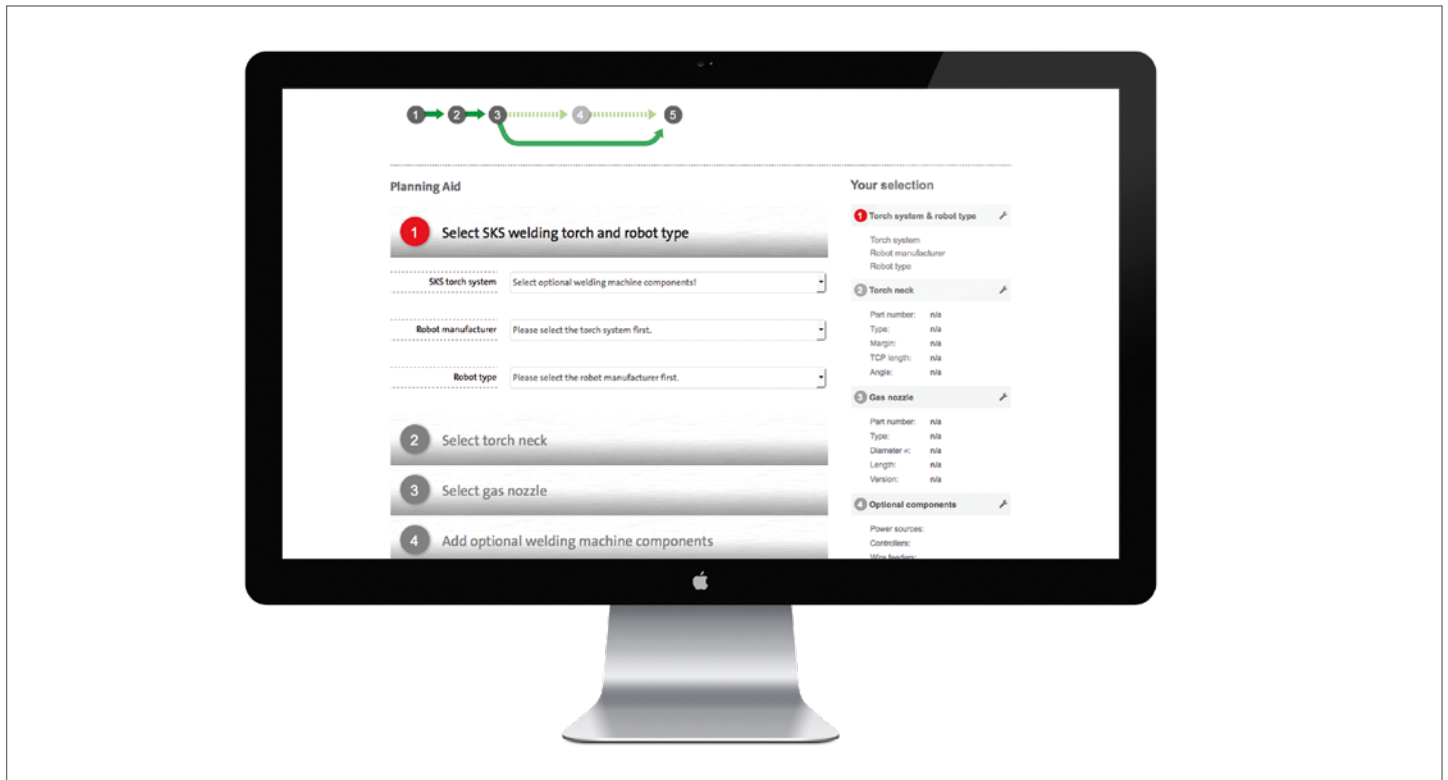 1 2 3 4 5
Planning Aid
1 Select SKS welding torch and robot type
SKS torch system Select optional welding machine components!
Robot manufacturer Please select the torch system first.
Robot type Please select the robot manufacturer first.
2 Select torch neck
3 Select gas nozzle
4 Add optional welding machine components
Your selection
1 Torch system & robot type
Torch system
Robot manufacturer
Robot type
2 Torch neck
Part number: n/a
Type: n/a
Margin: n/a
TCP length: n/a
Angle: n/a
3 Gas nozzle
Part number: n/a
Type: n/a
Diameter <: n/a
Length: n/a
Version: n/a
4 Optional components
Power sources:
Controllers:
Wire feeders: